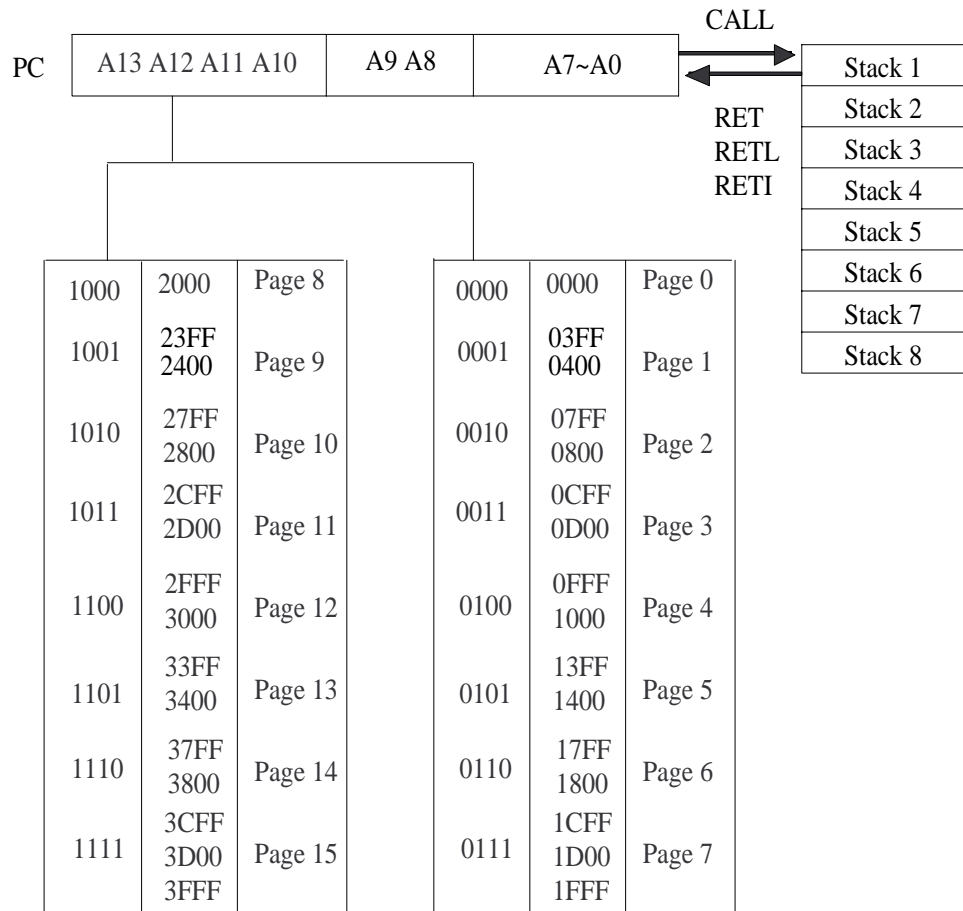 CALL
PC
A13 A12 A11 A10
A9 A8
A7~A0
RET
RETL
RETI
Stack 1
Stack 2
Stack 3
Stack 4
Stack 5
Stack 6
Stack 7
Stack 8
1000 2000 Page 8
23FF
1001 2400 Page 9
27FF
1010 2800 Page 10
2CFF
1011 2D00 Page 11
2FFF
1100 3000 Page 12
33FF
1101 3400 Page 13
37FF
1110 3800 Page 14
3CFF
1111 3D00 Page 15
3FFF
0000 0000 Page 0
03FF
0001 0400 Page 1
07FF
0010 0800 Page 2
0CFF
0011 0D00 Page 3
0FFF
0100 1000 Page 4
13FF
0101 1400 Page 5
17FF
0110 1800 Page 6
1CFF
0111 1D00 Page 7
1FFF